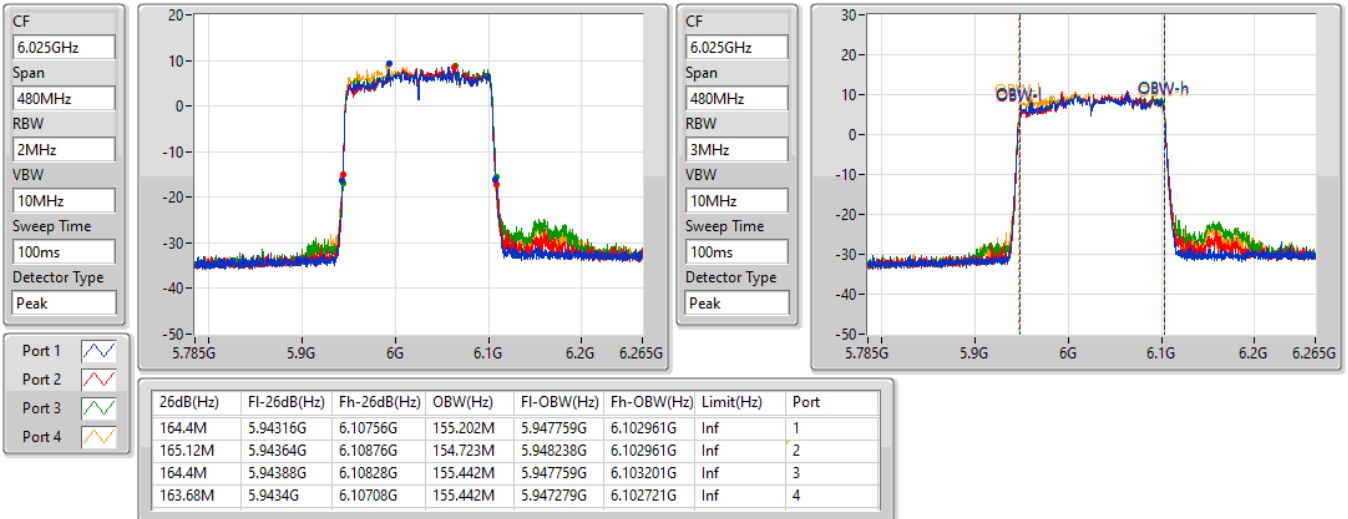 CF
6.025GHz
Span
480MHz
RBW
2MHz
VBW
10MHz
Sweep Time
100ms
Detector Type
Peak
20
10
0
-10
-20
-30
-40
-50
5.785G 5.9G 6G 6.1G 6.2G 6.265G
CF
6.025GHz
Span
480MHz
RBW
3MHz
VBW
10MHz
Sweep Time
100ms
Detector Type
Peak
30
20
10
0
-10
-20
-30
-40
-50
OBW-l OBW-h
5.785G 5.9G 6G 6.1G 6.2G 6.265G
Port 1
Port 2
Port 3
Port 4
26dB(Hz) Fl-26dB(Hz) Fh-26dB(Hz) OBW(Hz) Fl-OBW(Hz) Fh-OBW(Hz) Limit(Hz) Port
164.4M 5.94316G 6.10756G 155.202M 5.947759G 6.102961G Inf 1
165.12M 5.94364G 6.10876G 154.723M 5.948238G 6.102961G Inf 2
164.4M 5.94388G 6.10828G 155.442M 5.947759G 6.103201G Inf 3
163.68M 5.9434G 6.10708G 155.442M 5.947279G 6.102721G Inf 4